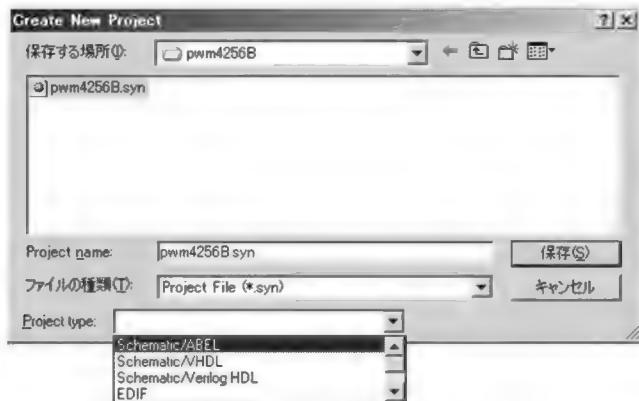 Create New Project
保存する場所(I): pwm4256B
pwm4256B.syn
Project name: pwm4256B.syn 保存(S)
ファイルの種類(T): Project File (*.syn) キャンセル
Project type:
Schematic/ABEL
Schematic/VHDL
Schematic/Verilog HDL
EDIF